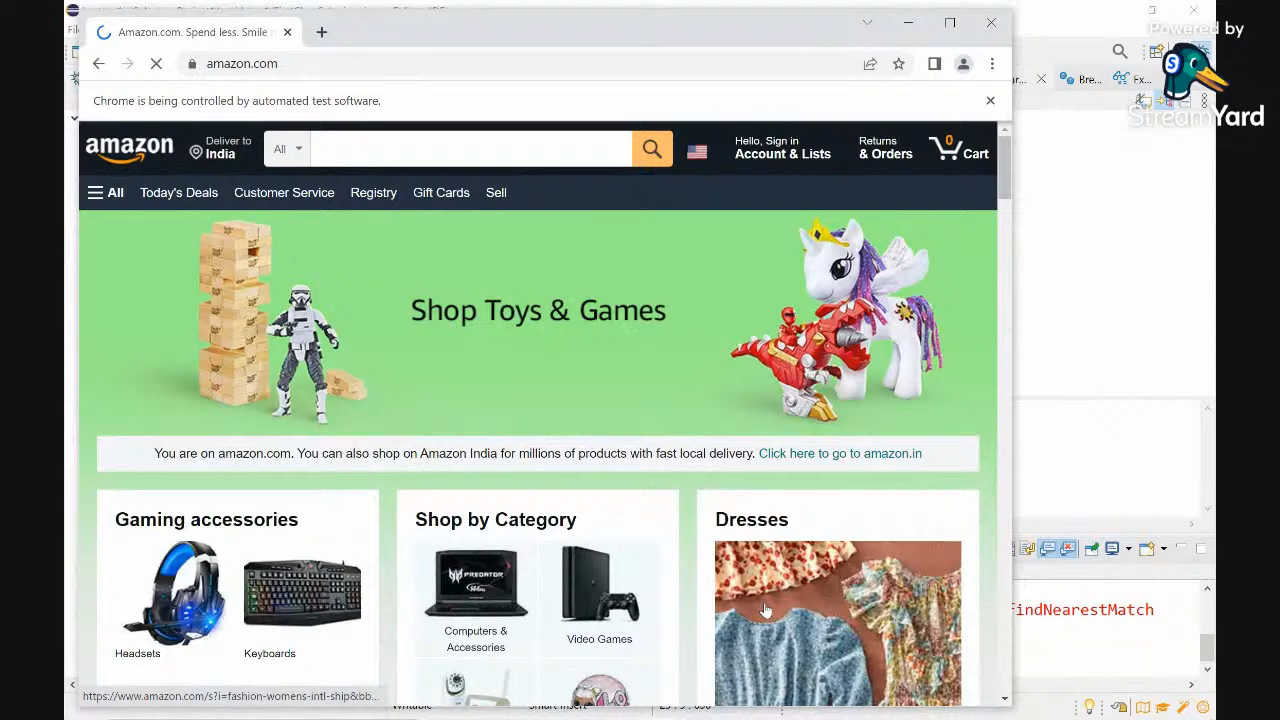 Amazon.com. Spend less. Smile
Powered by
StreamYard
amazon.com
Chrome is being controlled by automated test software.
amazon
Deliver to
India
All
Hello, Sign in
Account & Lists
Returns
& Orders
0
Cart
All
Today's Deals
Customer Service
Registry
Gift Cards
Sell
Shop Toys & Games
You are on amazon.com. You can also shop on Amazon India for millions of products with fast local delivery. Click here to go to amazon.in
Gaming accessories
Shop by Category
Dresses
PREDATOR
Headsets
Keyboards
Computers &
Accessories
Video Games
FindNearestMatch
https://www.amazon.com/s?i=fashion-womens-intl-ship&bb...